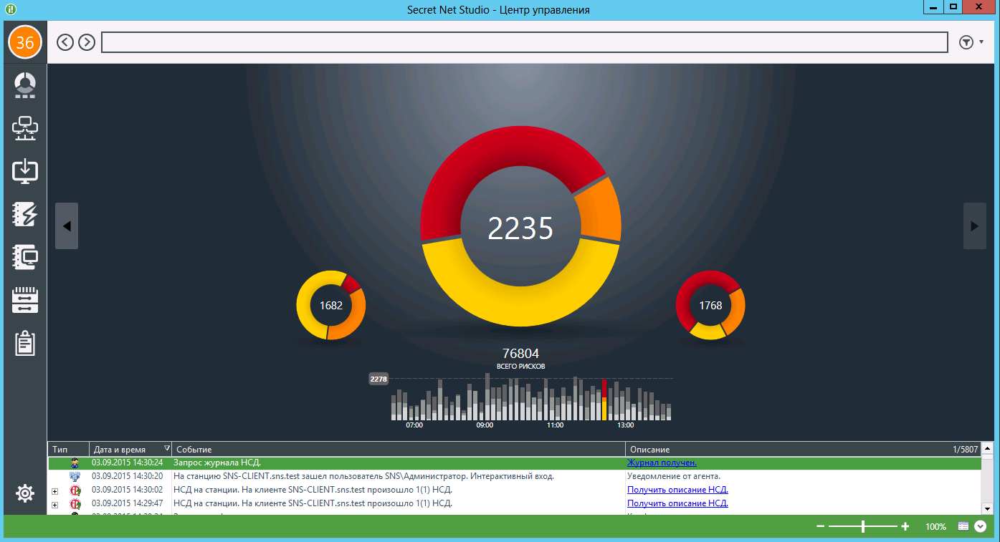 Secret Net Studio - Центр управления
36
2235
1682
1768
76804
ВСЕГО РИСКОВ
2278
07:00 09:00 11:00 13:00
Тип Дата и время Событие Описание 1/5807
03.09.2015 14:30:24 Запрос журнала НСД. Журнал получен.
03.09.2015 14:30:20 На станцию SNS-CLIENT.sns.test зашел пользователь SNS\Администратор. Интерактивный вход. Уведомление от агента.
03.09.2015 14:30:02 НСД на станции. На клиенте SNS-CLIENT.sns.test произошло 1(1) НСД. Получить описание НСД.
03.09.2015 14:29:47 НСД на станции. На клиенте SNS-CLIENT.sns.test произошло 1(1) НСД. Получить описание НСД.
100%